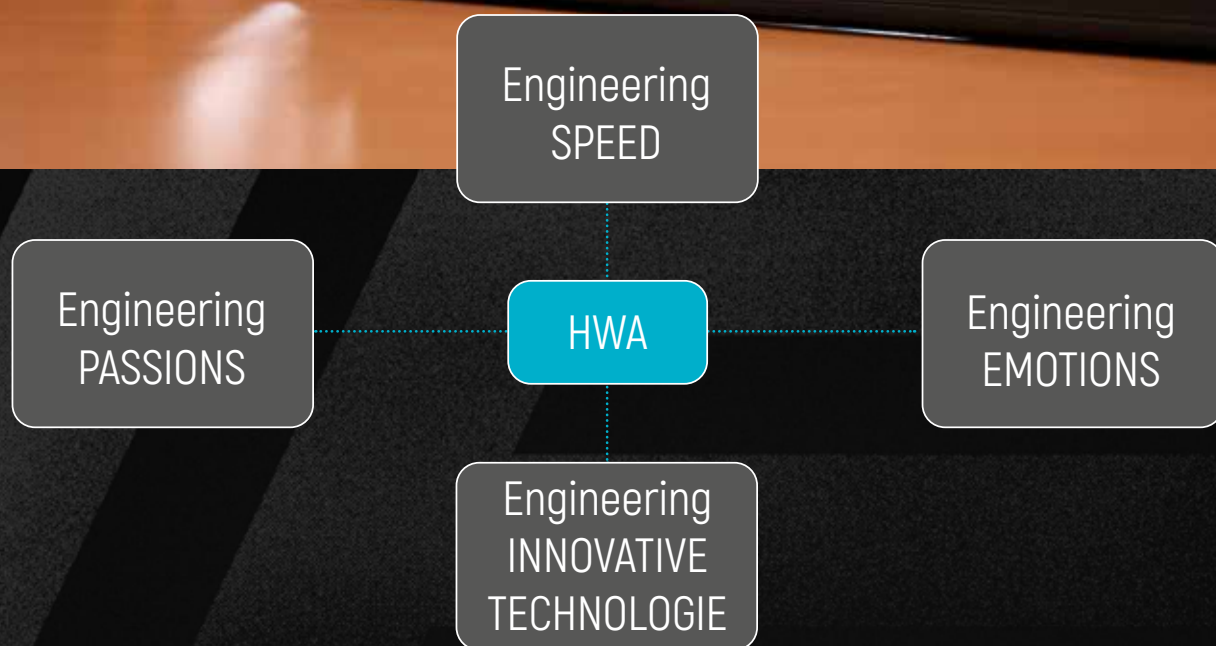 Engineering
SPEED
Engineering
PASSIONS
HWA
Engineering
EMOTIONS
Engineering
INNOVATIVE
TECHNOLOGIE